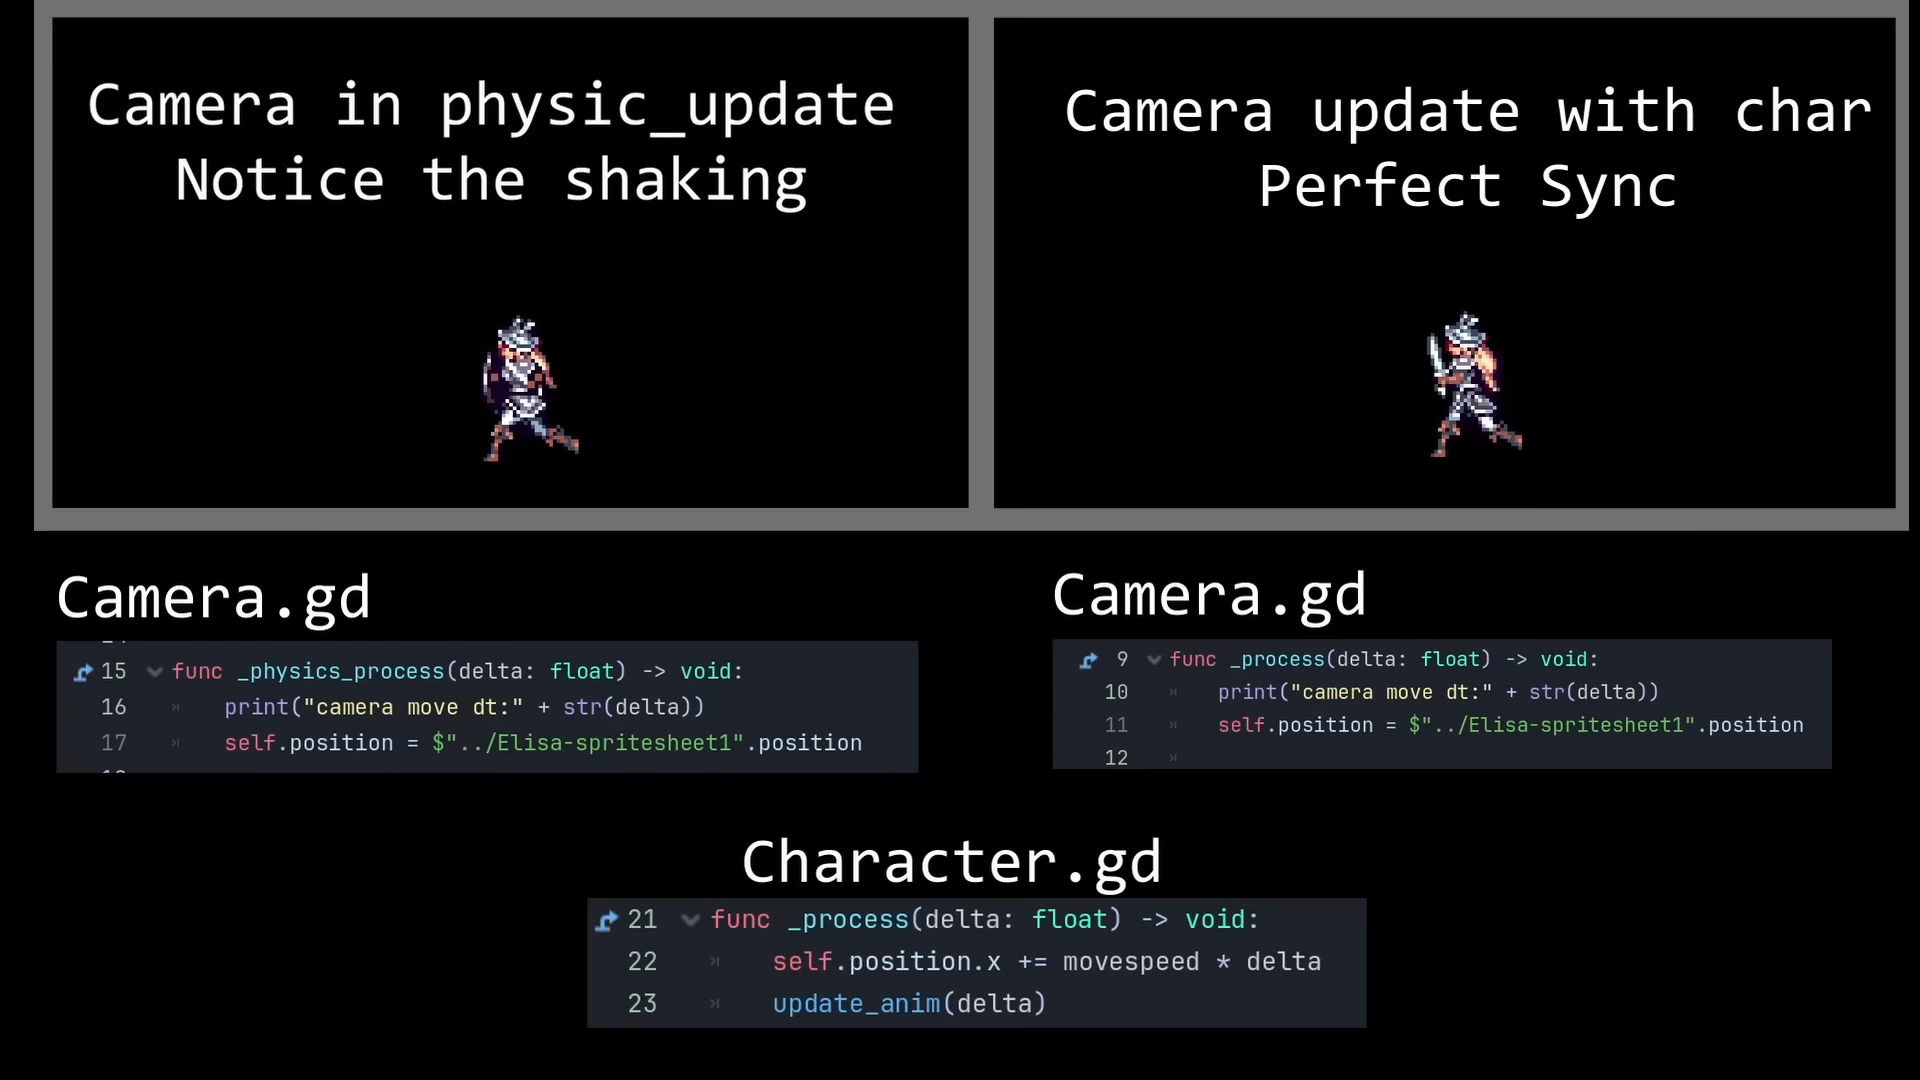 Camera in physic_update
Notice the shaking
Camera update with char
Perfect Sync
Camera.gd
15 func _physics_process(delta: float) -> void:
16 print("camera move dt:" + str(delta))
17 self.position = $"../Elisa-spritesheet1".position
Camera.gd
9 func _process(delta: float) -> void:
10 print("camera move dt:" + str(delta))
11 self.position = $"../Elisa-spritesheet1".position
12
Character.gd
21 func _process(delta: float) -> void:
22 self.position.x += movespeed * delta
23 update_anim(delta)